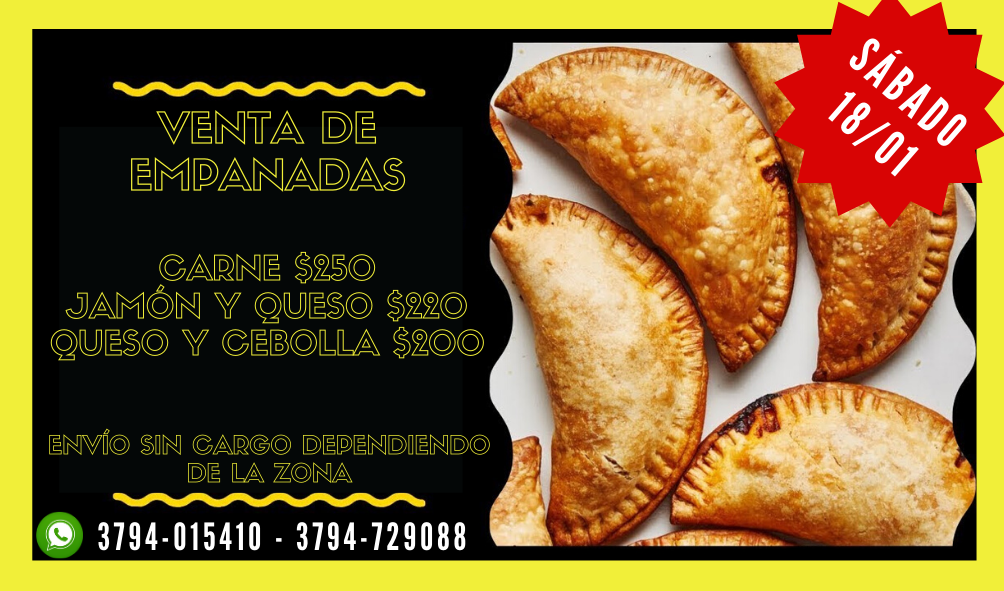 SÁBADO
18/01
VENTA DE
EMPANADAS
CARNE $250
JAMÓN Y QUESO $220
QUESO Y CEBOLLA $200
ENVÍO SIN CARGO DEPENDIENDO
DE LA ZONA
3794-015410 - 3794-729088